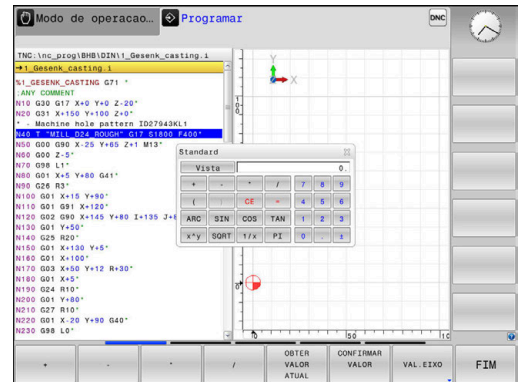 Modo de operacao... Programar
DNC
TNC:\nc_prog\BHB\DIN\1_Gesenk_casting.i
→1_Gesenk_casting.i
%1_GESENK_CASTING G71 *
;ANY COMMENT
N10 G30 G17 X+0 Y+0 Z-20*
N20 G31 X+150 Y+100 Z+0*
* - Machine hole pattern ID27943KL1
N40 T "MILL_D24_ROUGH" G17 S1800 F400*
N50 G00 G90 X-25 Y+65 Z+1 M13*
N60 G00 Z-5*
N70 G98 L1*
N80 G01 X+5 Y+80 G41*
N90 G26 R3*
N100 G01 X+15 Y+90*
N110 G01 G91 X+120*
N120 G02 G90 X+145 Y+80 I+135 J+8
N130 G01 Y+50*
N140 G25 R20*
N150 G01 X+130 Y+5*
N160 G01 X+100*
N170 G03 X+50 Y+12 R+30*
N180 G01 X+5*
N190 G24 R10*
N200 G01 Y+80*
N210 G27 R10*
N220 G01 X-20 Y+90 G40*
N230 G98 L0*
Y
X
Standard
Vista 0.
+ - * / 7 8 9
( ) CE = 4 5 6
ARC SIN COS TAN 1 2 3
x^y SQRT 1/x PI 0 . ±
0 50 10
+ - * / OBTER VALOR ATUAL CONFIRMAR VALOR VAL.EIXO FIM